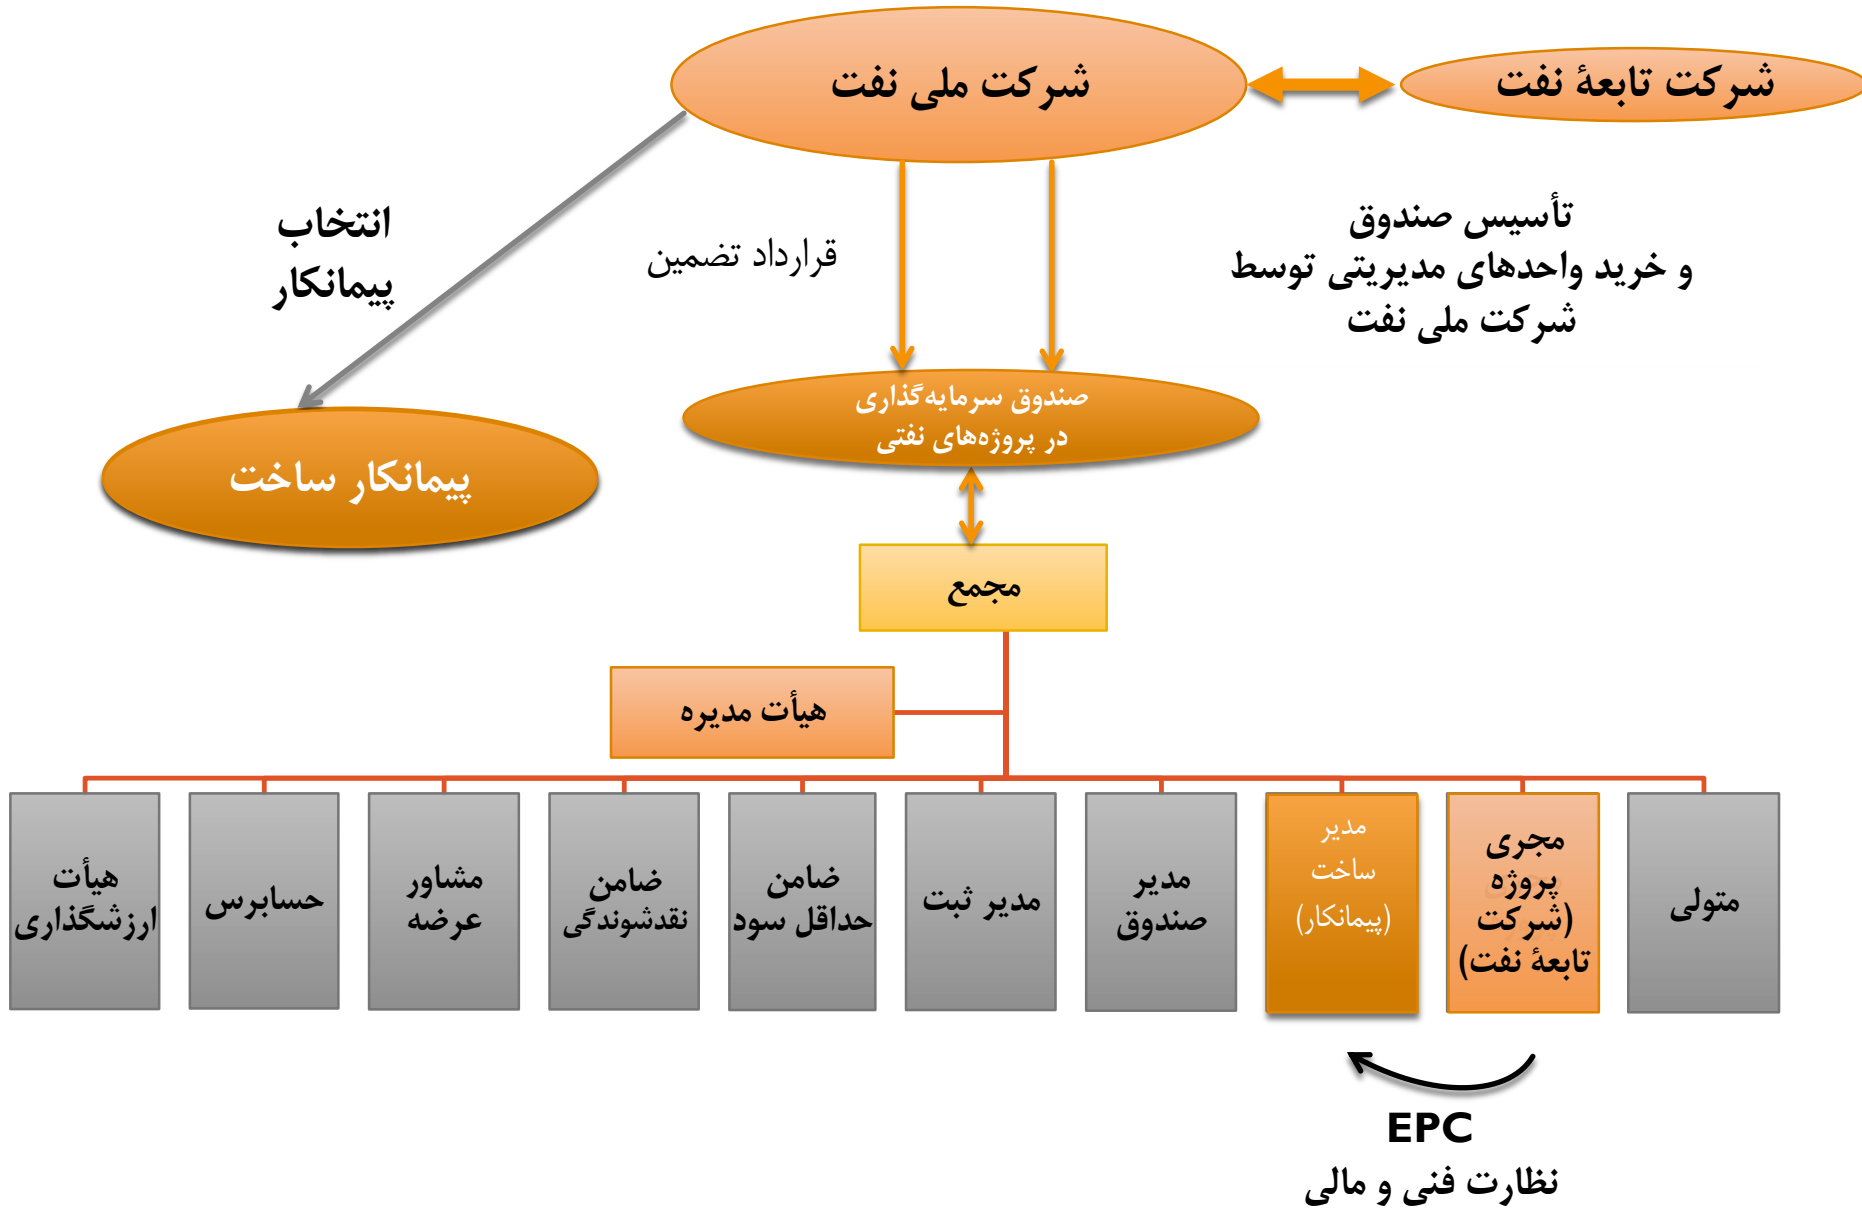 شرکت تابعهٔ نفت
شرکت ملی نفت
تأسیس صندوق
و خرید واحدهای مدیریتی توسط
شرکت ملی نفت
قرارداد تضمین
انتخاب
پیمانکار
صندوق سرمایه‌گذاری
در پروژه‌های نفتی
پیمانکار ساخت
مجمع
هیأت مدیره
متولی
مجری
پروژه
(شرکت
تابعهٔ نفت)
مدیر
ساخت
(پیمانکار)
مدیر
صندوق
مدیر ثبت
ضامن
حداقل سود
ضامن
نقدشوندگی
مشاور
عرضه
حسابرس
هیأت
ارزشگذاری
EPC
نظارت فنی و مالی